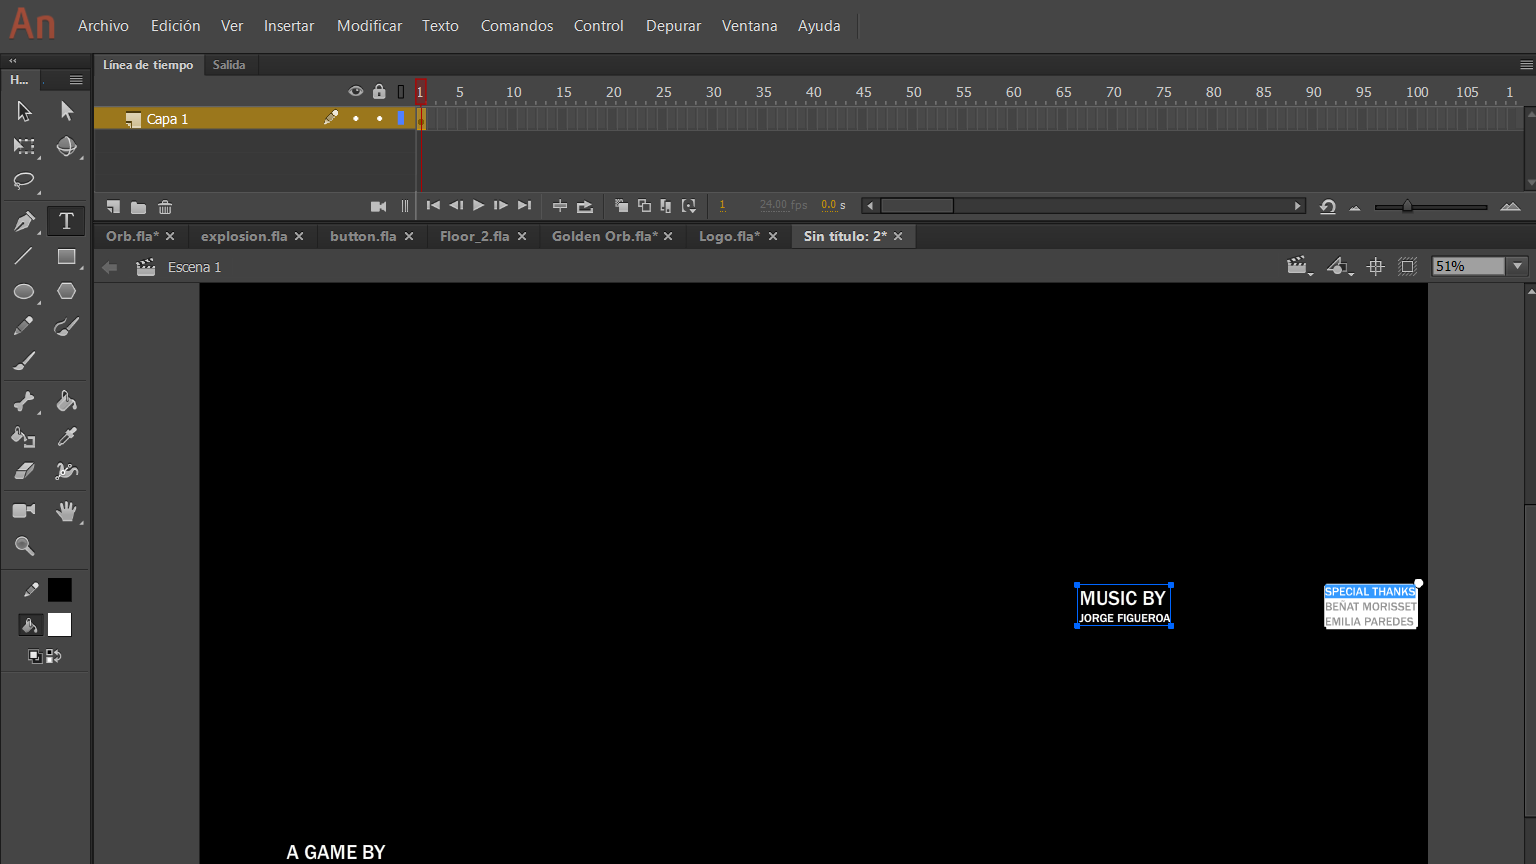 An Archivo Edición Ver Insertar Modificar Texto Comandos Control Depurar Ventana Ayuda
Línea de tiempo Salida
H...
1 5 10 15 20 25 30 35 40 45 50 55 60 65 70 75 80 85 90 95 100 105 1
Capa 1
1 24.00 fps 0.0 s
Orb.fla* explosion.fla button.fla Floor_2.fla Golden Orb.fla* Logo.fla* Sin título: 2*
Escena 1 51%
MUSIC BY
JORGE FIGUEROA
SPECIAL THANKS
BEÑAT MORISSET
EMILIA PAREDES
A GAME BY